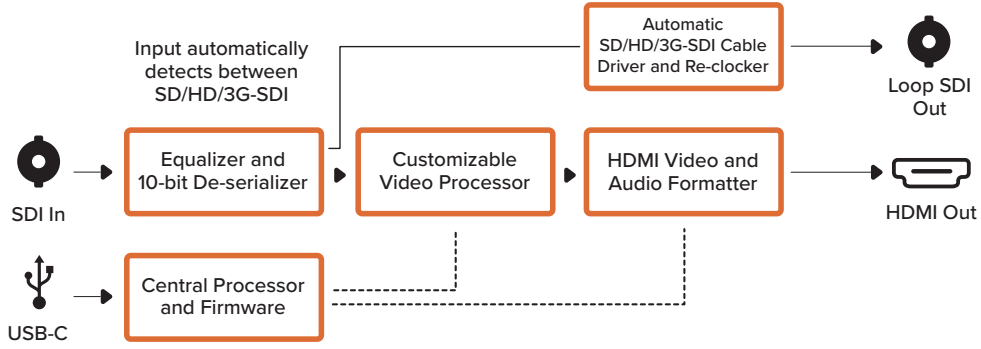 Input automatically
detects between
SD/HD/3G-SDI
Automatic
SD/HD/3G-SDI Cable
Driver and Re-clocker
Loop SDI
Out
SDI In
Equalizer and
10-bit De-serializer
Customizable
Video Processor
HDMI Video and
Audio Formatter
HDMI Out
USB-C
Central Processor
and Firmware